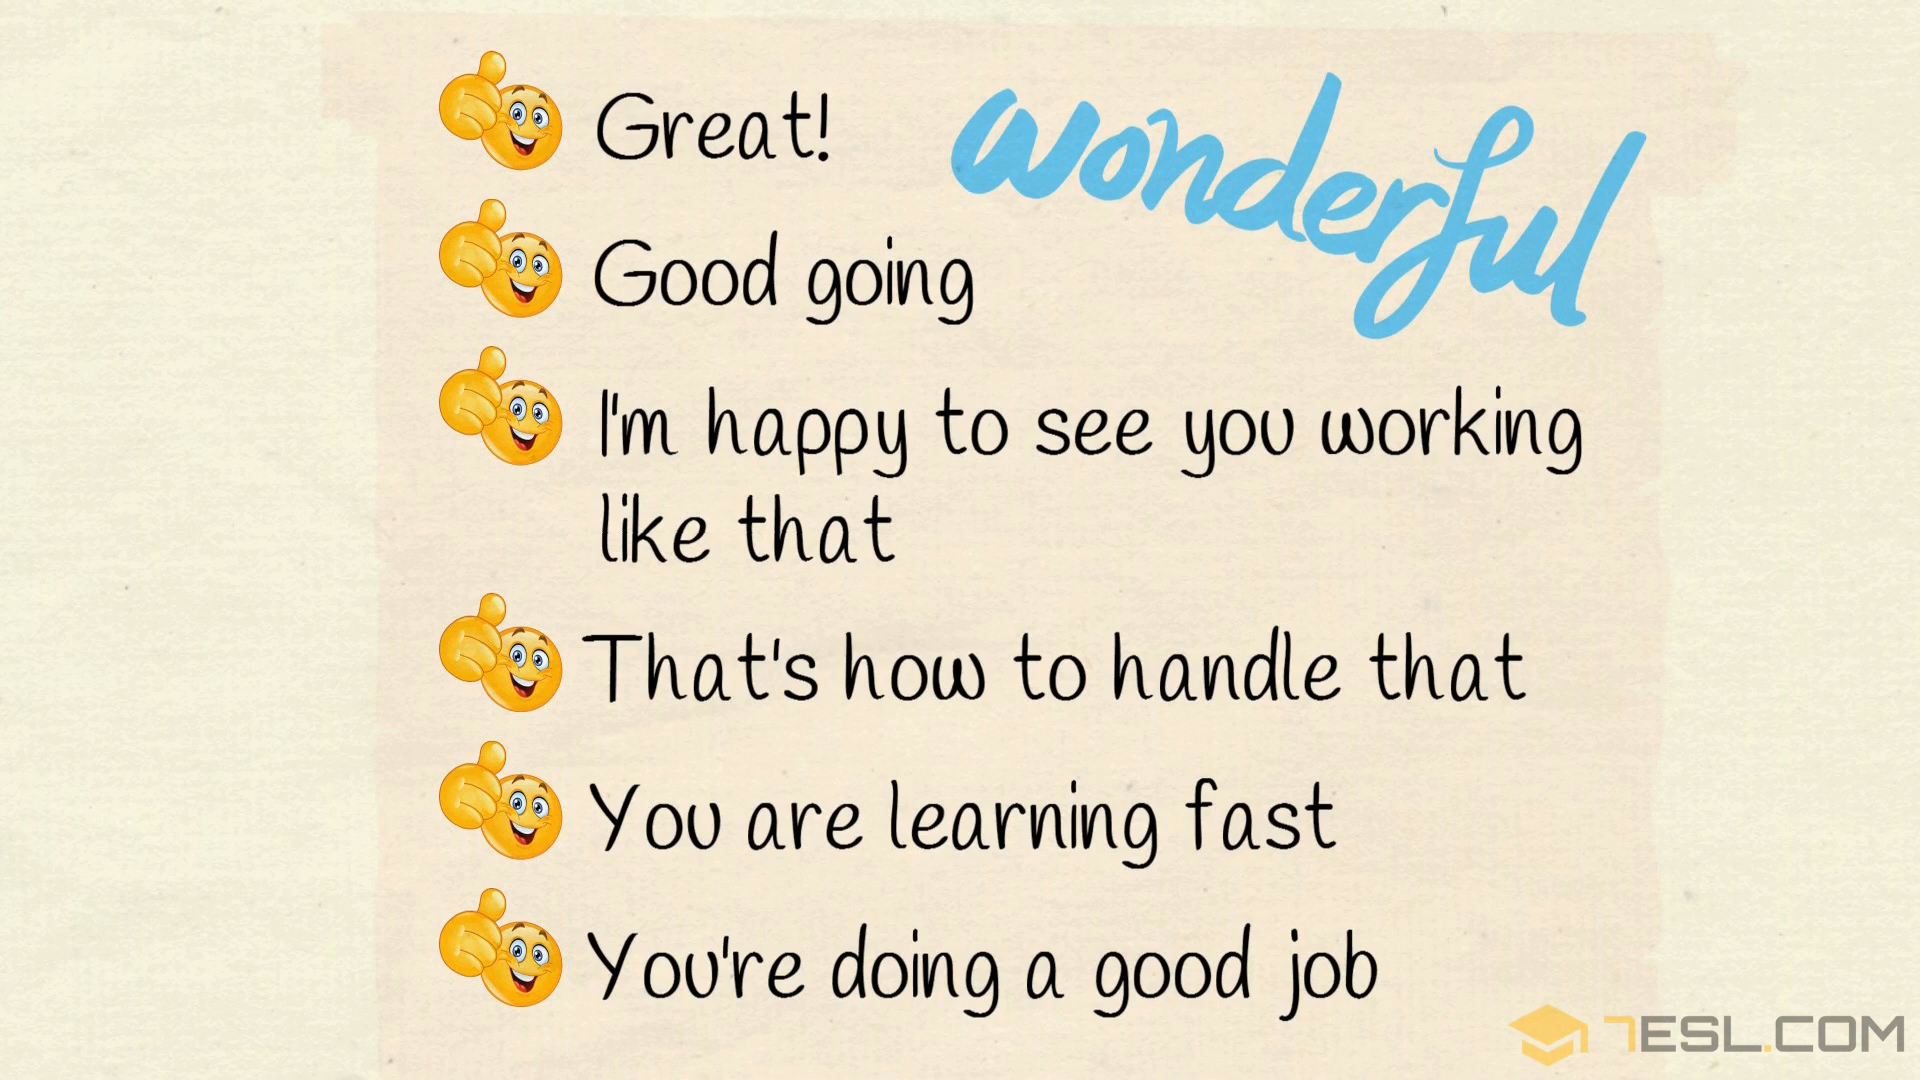 Great!
wonderful
Good going
I'm happy to see you working
like that
That's how to handle that
You are learning fast
You're doing a good job
7ESL.COM